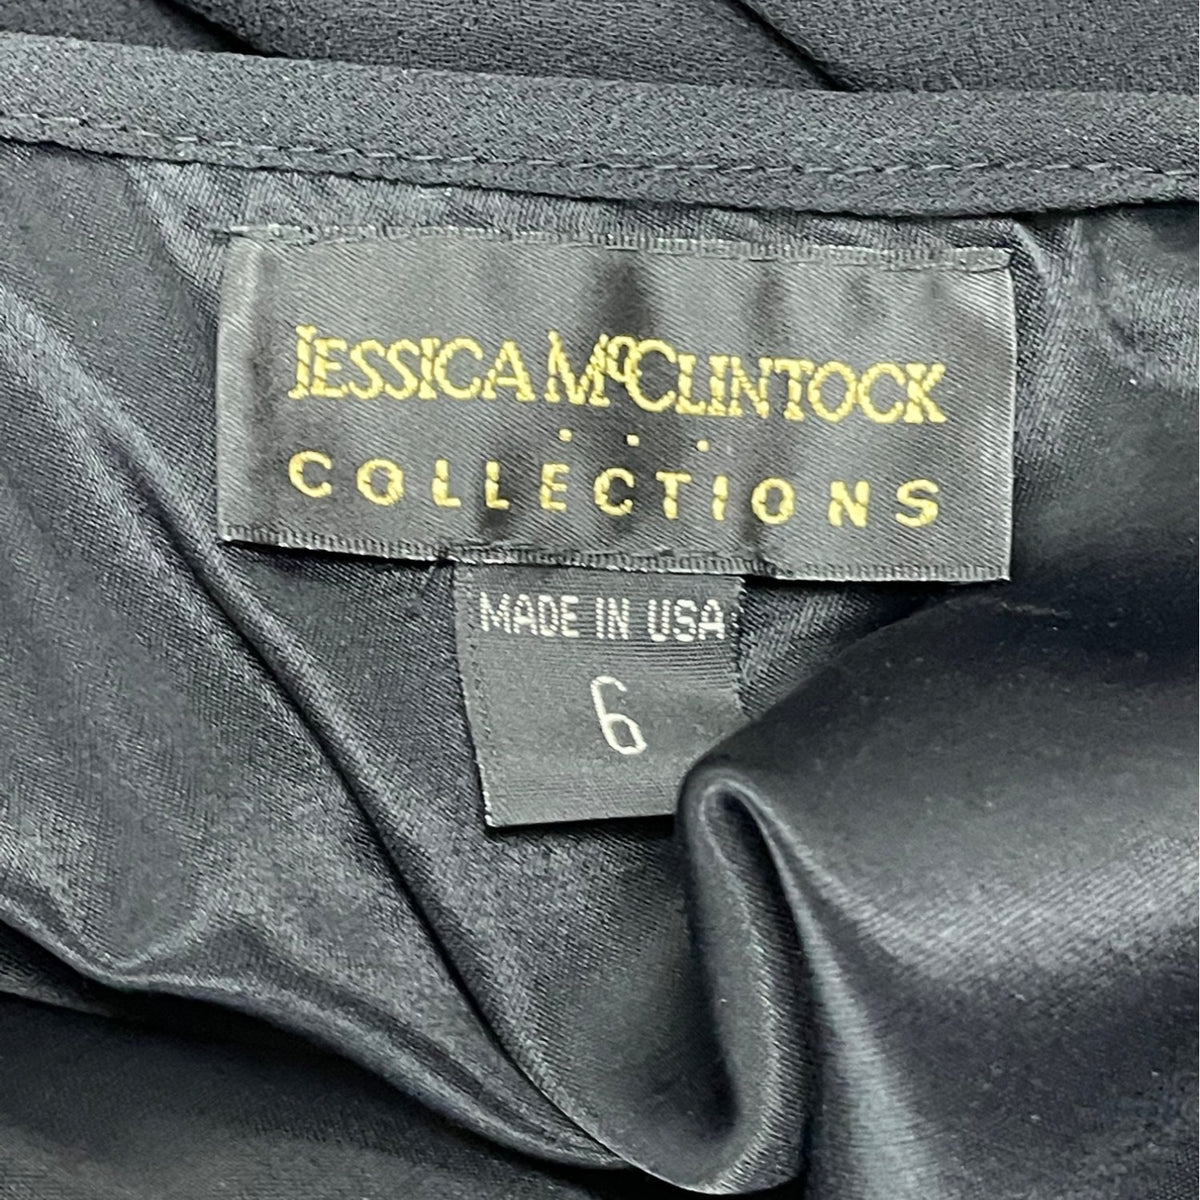 JESSICA McCLINTOCK
. . .
COLLECTIONS
MADE IN USA
6